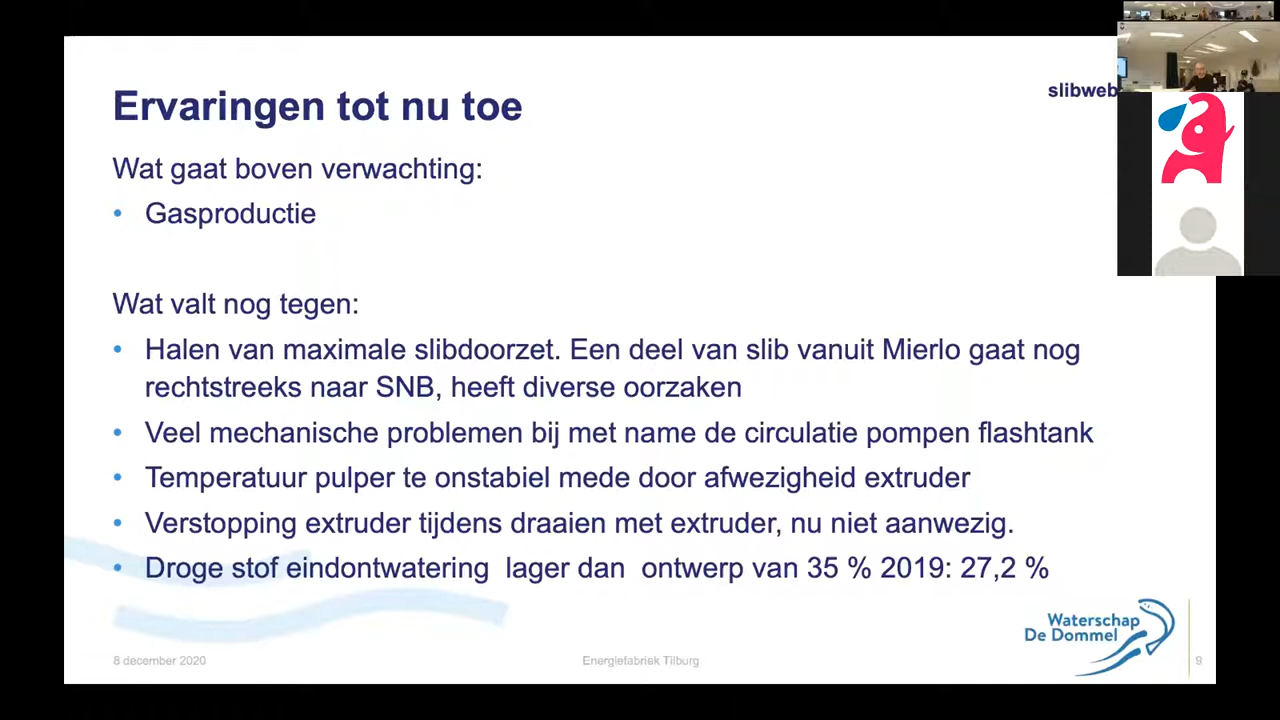 slibweb
Ervaringen tot nu toe
Wat gaat boven verwachting:
• Gasproductie
Wat valt nog tegen:
• Halen van maximale slibdoorzet. Een deel van slib vanuit Mierlo gaat nog
rechtstreeks naar SNB, heeft diverse oorzaken
• Veel mechanische problemen bij met name de circulatie pompen flashtank
• Temperatuur pulper te onstabiel mede door afwezigheid extruder
• Verstopping extruder tijdens draaien met extruder, nu niet aanwezig.
• Droge stof eindontwatering lager dan ontwerp van 35 % 2019: 27,2 %
Waterschap
De Dommel
8 december 2020
Energiefabriek Tilburg
9